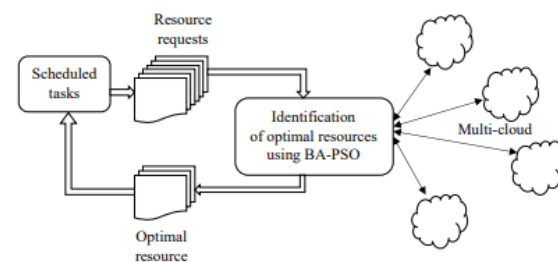 Resource
requests
Scheduled
tasks
Identification
of optimal resources
using BA-PSO
Multi-cloud
Optimal
resource